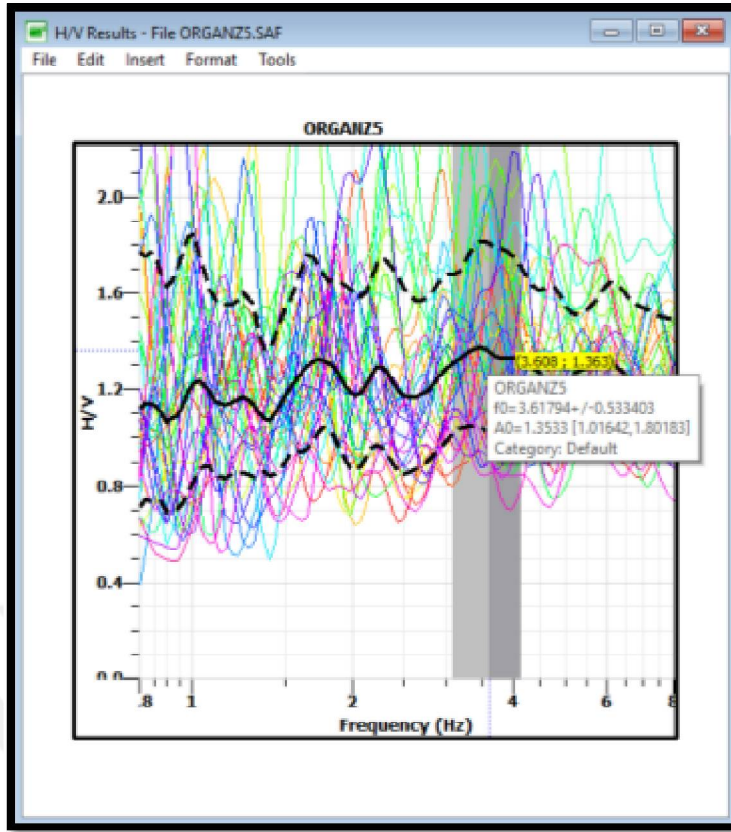 H/V Results - File ORGANZ5.SAF
File Edit Insert Format Tools
ORGANZ5
2.0
1.6
1.2
0.8
0.4
0.0
H/V
(3.608 ; 1.363)
ORGANZ5
f0=3.61794+/-0.533403
A0=1.3533 [1.01642,1.80183]
Category: Default
.8 1 2 4 6 8
Frequency (Hz)